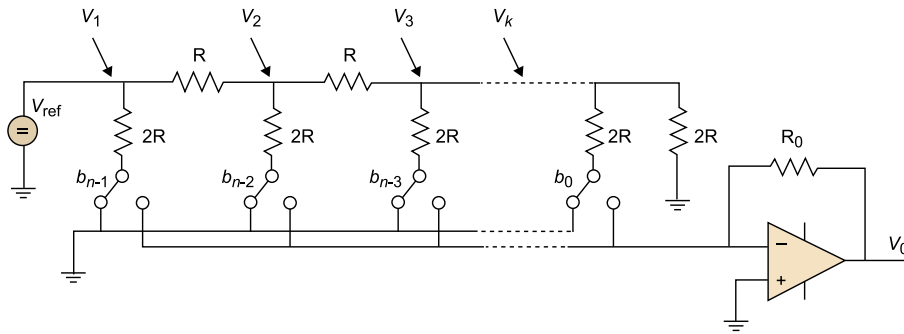 V1 V2 V3 Vk
R R
Vref
2R 2R 2R 2R 2R
R0
bn-1 bn-2 bn-3 b0
V0